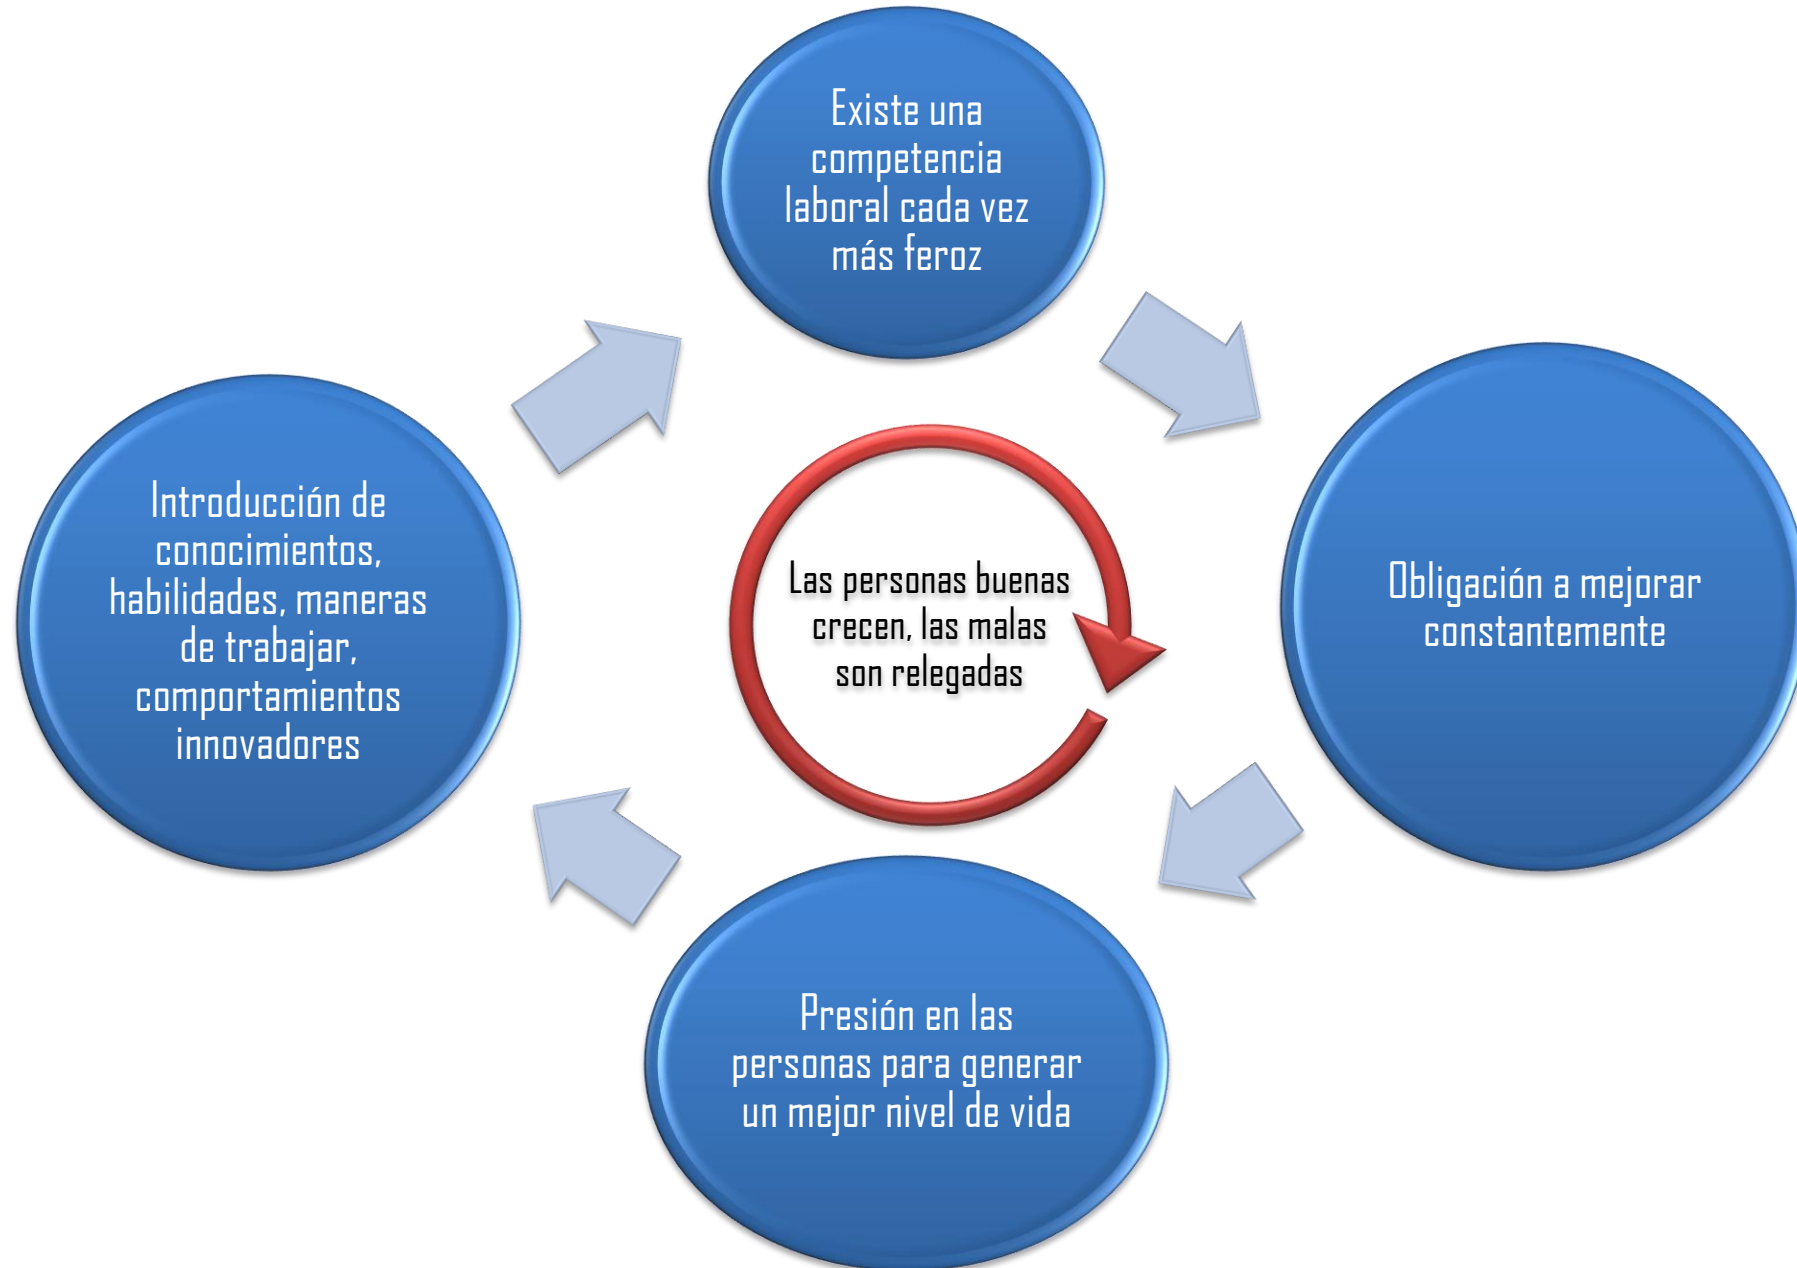 Existe una
competencia
laboral cada vez
más feroz
Obligación a mejorar
constantemente
Presión en las
personas para generar
un mejor nivel de vida
Introducción de
conocimientos,
habilidades, maneras
de trabajar,
comportamientos
innovadores
Las personas buenas
crecen, las malas
son relegadas